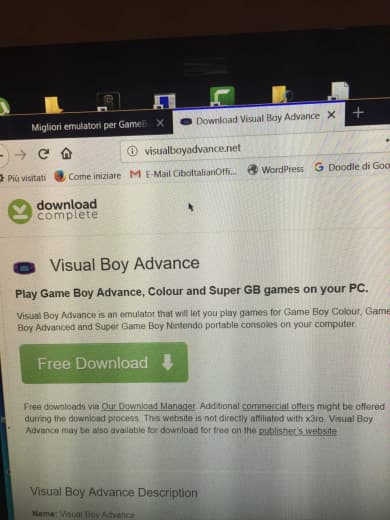 Migliori emulatori per GameB
Download Visual Boy Advance
visualboyadvance.net
Più visitati
Come iniziare
E-Mail CiboItalianOffi...
WordPress
Doodle di Goo
download
complete
Visual Boy Advance
Play Game Boy Advance, Colour and Super GB games on your PC.
Visual Boy Advance is an emulator that will let you play games for Game Boy Colour, Game
Boy Advanced and Super Game Boy Nintendo portable consoles on your computer.
Free Download
Free downloads via Our Download Manager. Additional commercial offers might be offered
durring the download process. This website is not directly affiliated with x3ro. Visual Boy
Advance may be also available for download for free on the publisher's website.
Visual Boy Advance Description
Name: Visual Boy Advance